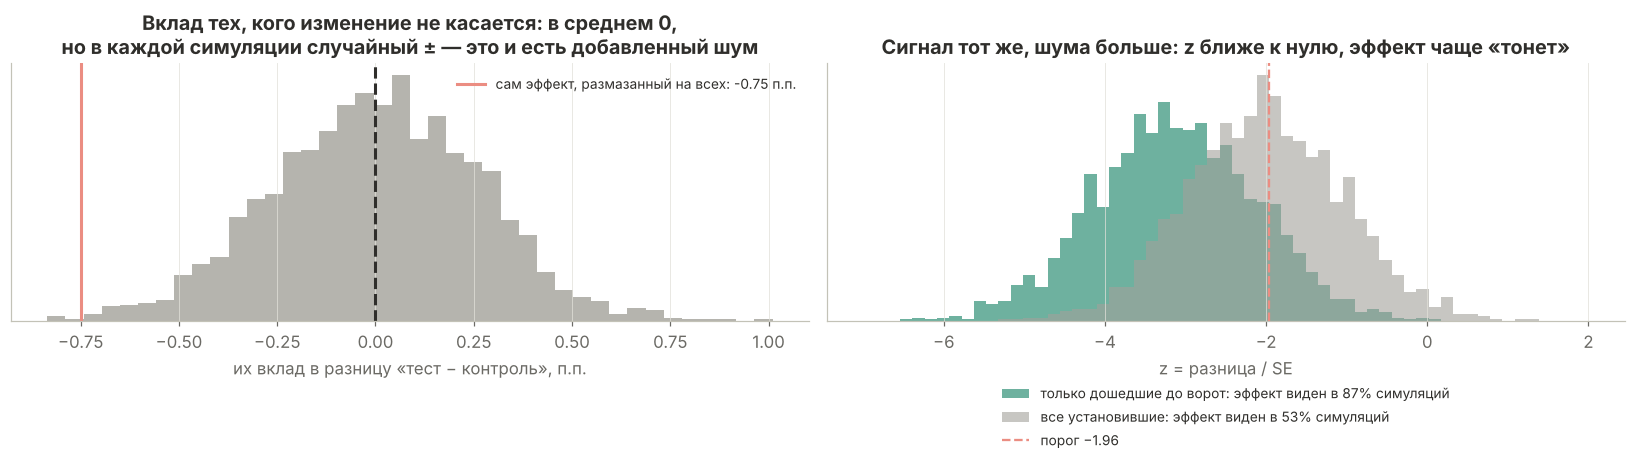 Вклад тех, кого изменение не касается: в среднем 0,
но в каждой симуляции случайный ± — это и есть добавленный шум
сам эффект, размазанный на всех: -0.75 п.п.
−0.75 −0.50 −0.25 0.00 0.25 0.50 0.75 1.00
их вклад в разницу «тест − контроль», п.п.
Сигнал тот же, шума больше: z ближе к нулю, эффект чаще «тонет»
−6 −4 −2 0 2
z = разница / SE
только дошедшие до ворот: эффект виден в 87% симуляций
все установившие: эффект виден в 53% симуляций
порог −1.96